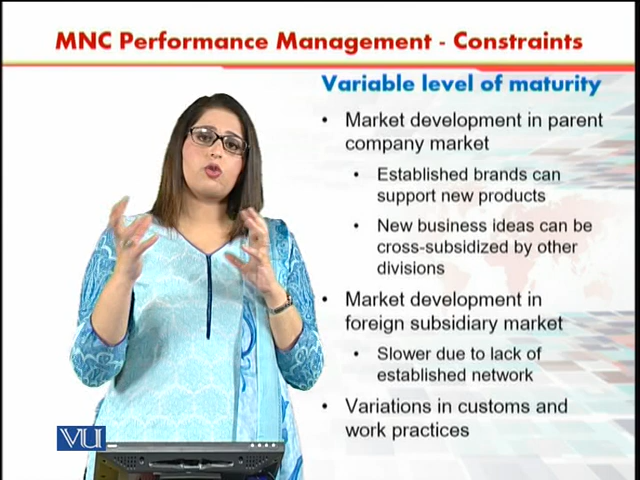 MNC Performance Management - Constraints
Variable level of maturity
• Market development in parent
company market
• Established brands can
support new products
• New business ideas can be
cross-subsidized by other
divisions
• Market development in
foreign subsidiary market
• Slower due to lack of
established network
• Variations in customs and
work practices
VU